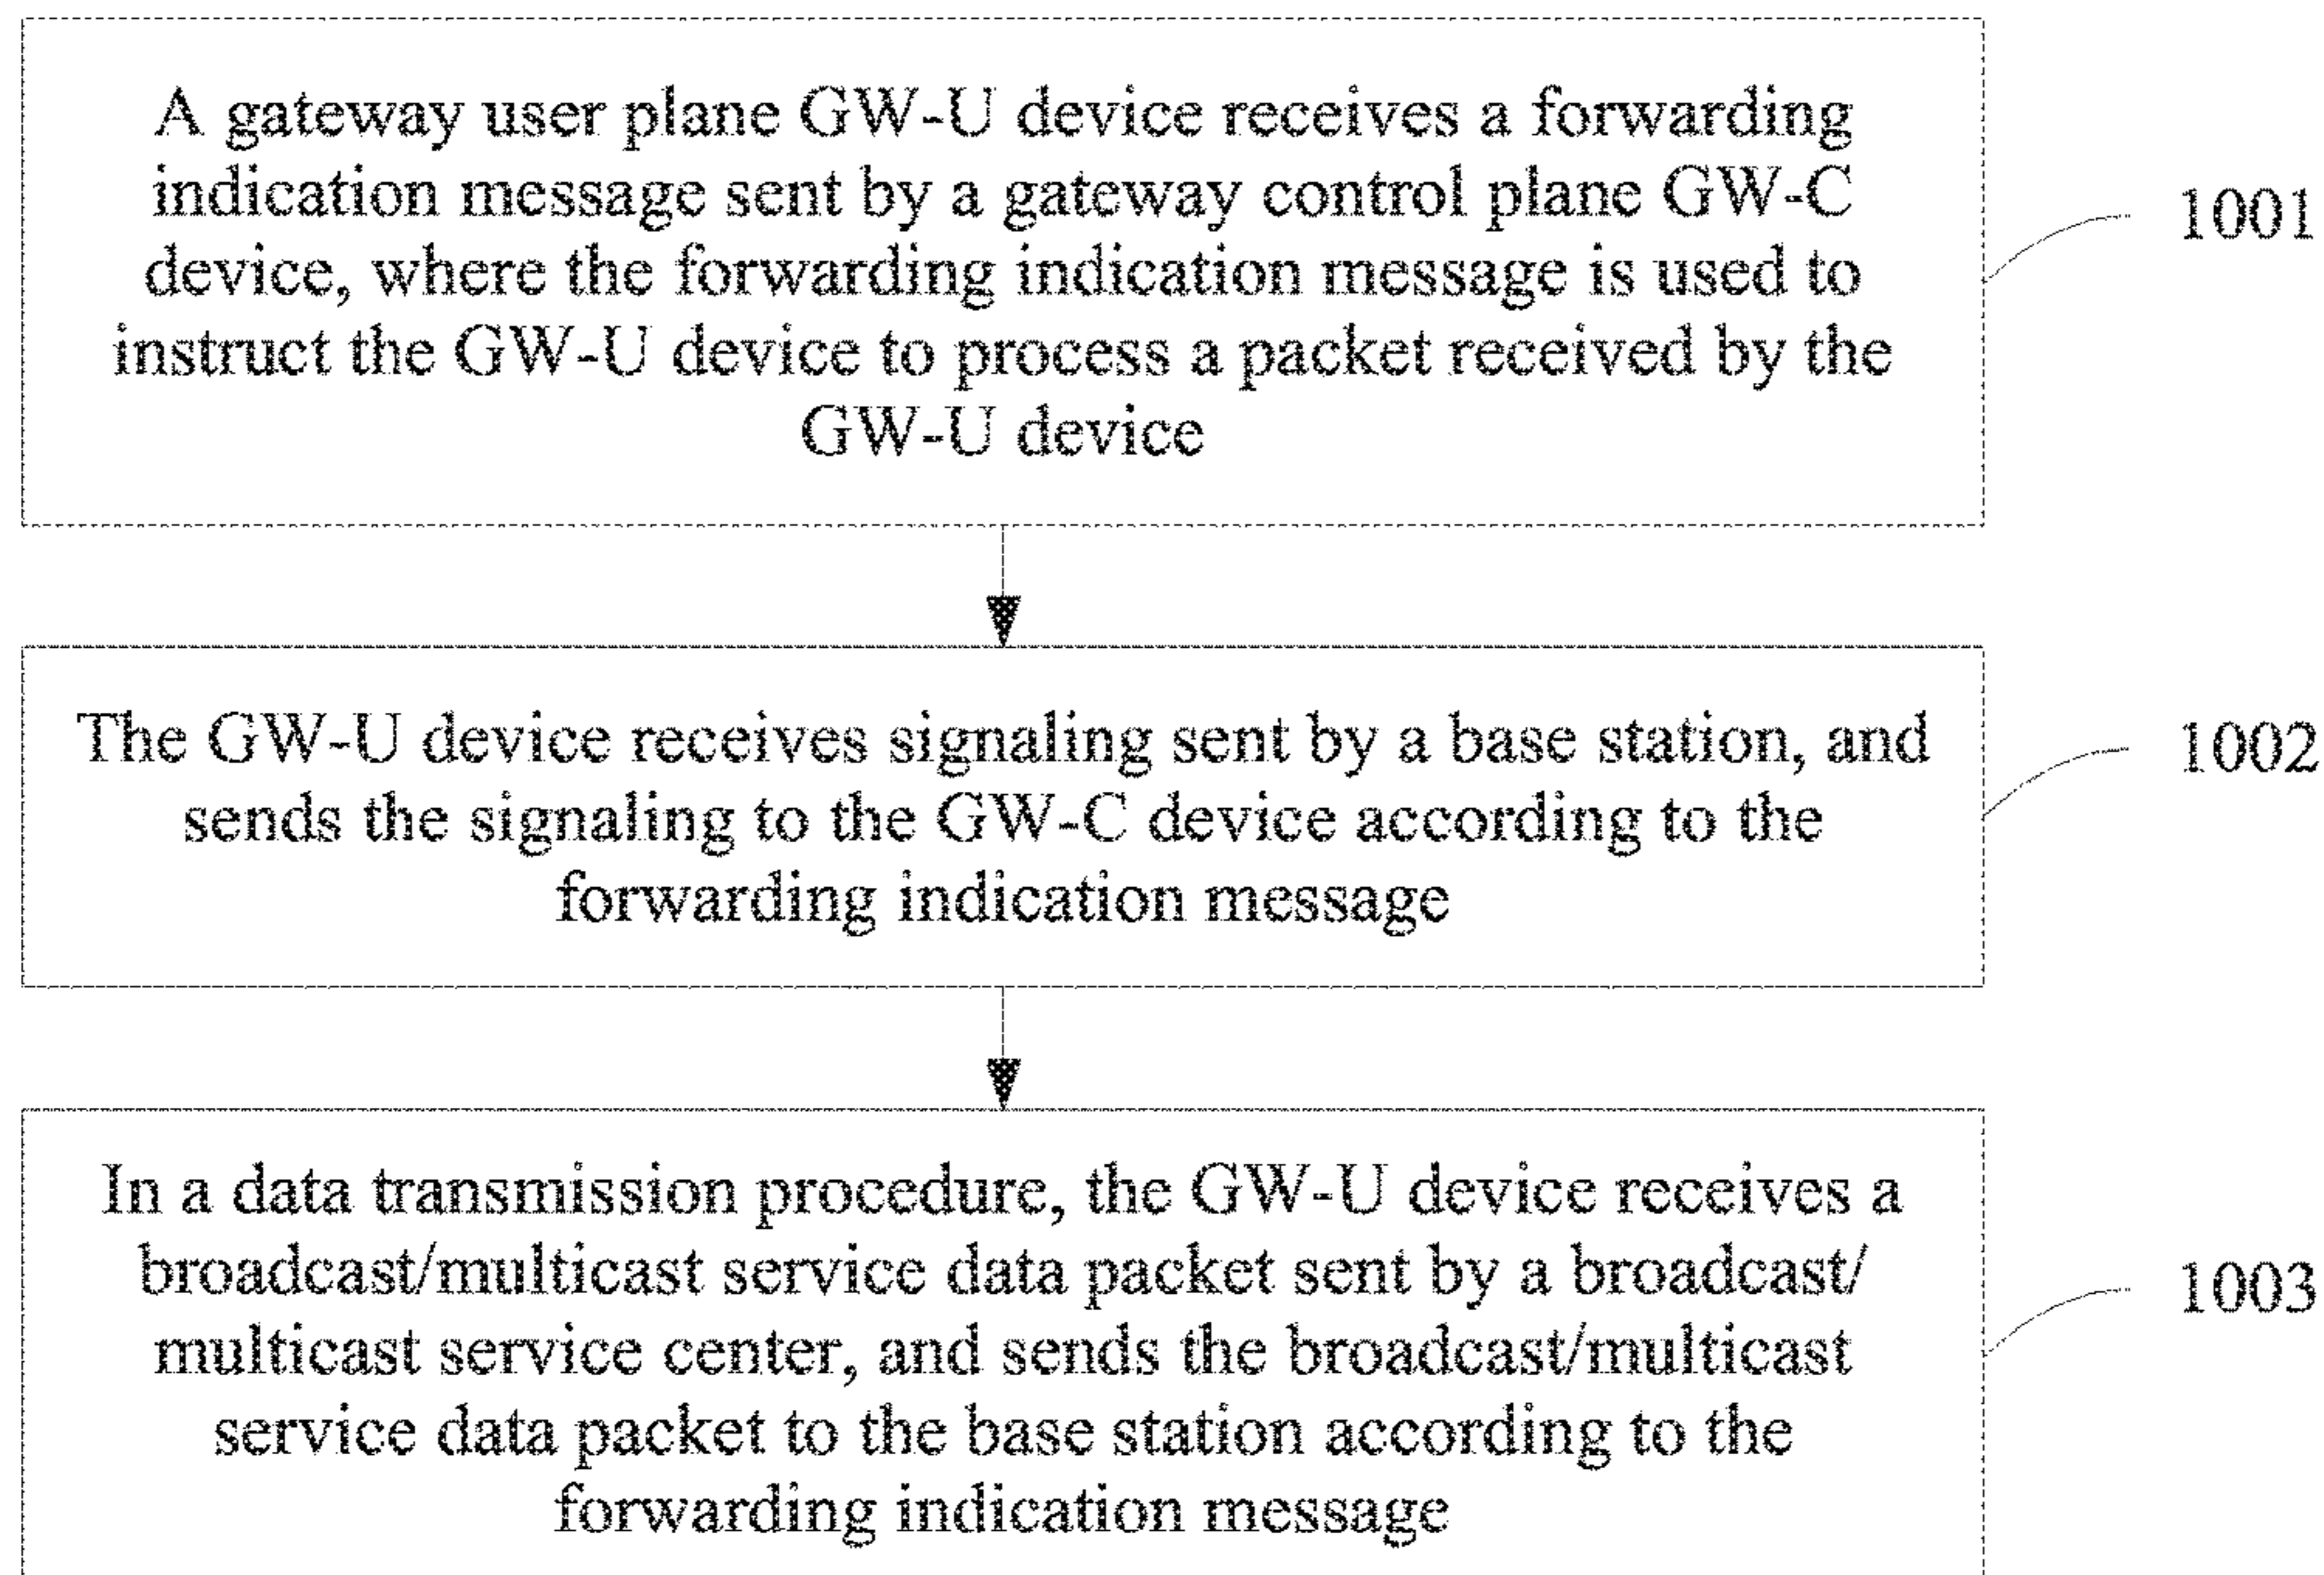 A gateway user plane GW-U device receives a forwarding
indication message sent by a gateway control plane GW-C
device, where the forwarding indication message is used to
instruct the GW-U device to process a packet received by the
GW-U device
1001
The GW-U device receives signaling sent by a base station, and
sends the signaling to the GW-C device according to the
forwarding indication message
1002
In a data transmission procedure, the GW-U device receives a
broadcast/multicast service data packet sent by a broadcast/
multicast service center, and sends the broadcast/multicast
service data packet to the base station according to the
forwarding indication message
1003